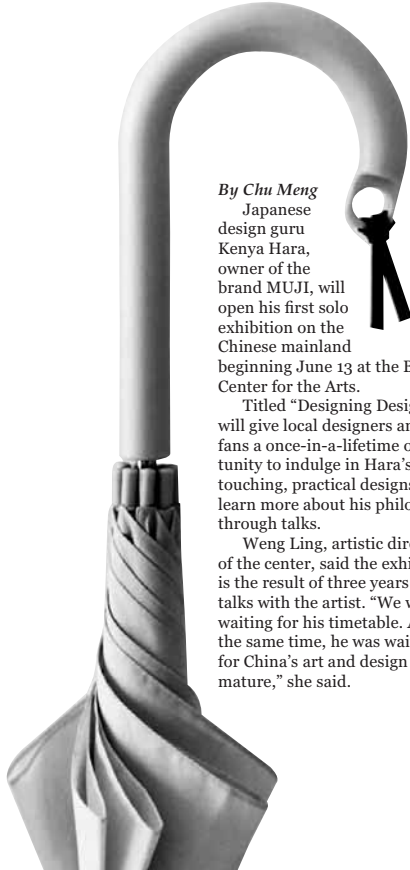 By Chu Meng
Japanese
design guru
Kenya Hara,
owner of the
brand MUJI, will
open his first solo
exhibition on the
Chinese mainland
beginning June 13 at the
Center for the Arts.
Titled “Designing
will give local designers
fans a once-in-a-lifetime
tunity to indulge in Hara’s
touching, practical designs
learn more about his
through talks.
Weng Ling, artistic
of the center, said the
is the result of three years
talks with the artist. “We
waiting for his timetable.
the same time, he was
for China’s art and design
mature,” she said.